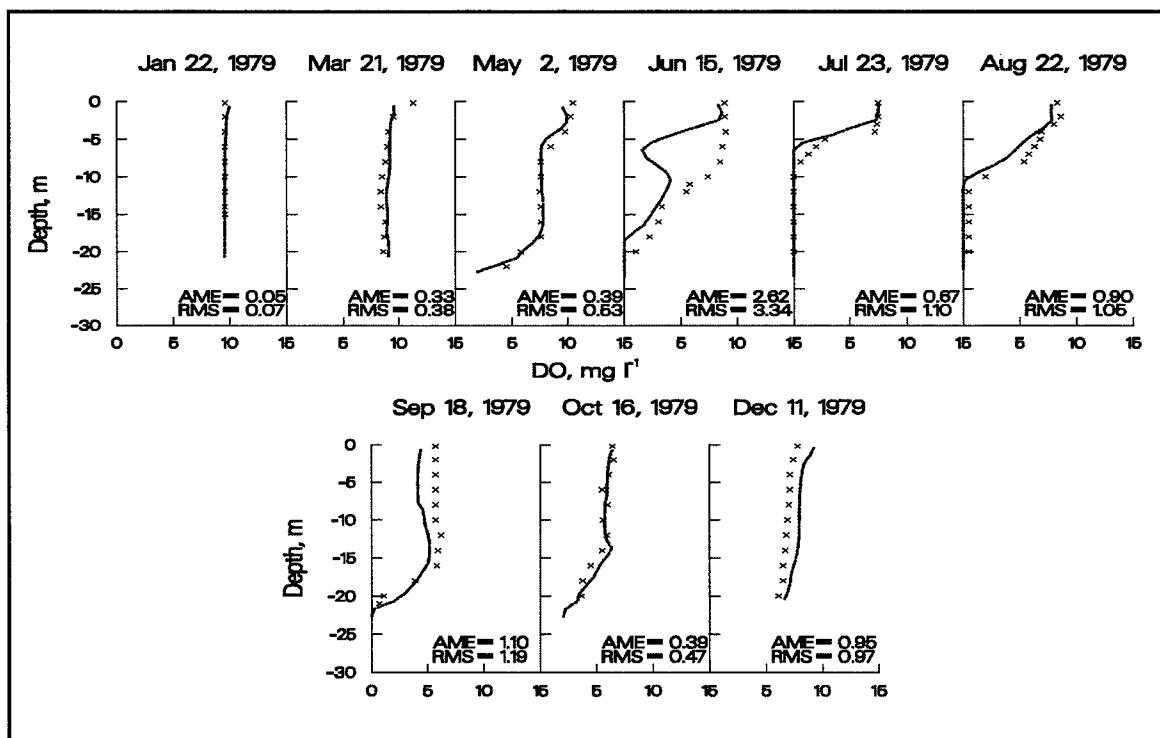 Jan 22, 1979 Mar 21, 1979 May 2, 1979 Jun 15, 1979 Jul 23, 1979 Aug 22, 1979
0
-5
-10
-15
-20
-25
-30
Depth, m
AME = 0.05 AME = 0.33 AME = 0.39 AME = 2.62 AME = 0.67 AME = 0.90
RMS = 0.07 RMS = 0.38 RMS = 0.53 RMS = 3.34 RMS = 1.10 RMS = 1.05
0 5 10 15 5 10 15 5 10 15 5 10 15 5 10 15 5 10 15
DO, mg l⁻¹
Sep 18, 1979 Oct 16, 1979 Dec 11, 1979
0
-5
-10
-15
-20
-25
-30
Depth, m
AME = 1.10 AME = 0.39 AME = 0.95
RMS = 1.19 RMS = 0.47 RMS = 0.97
0 5 10 15 5 10 15 5 10 15